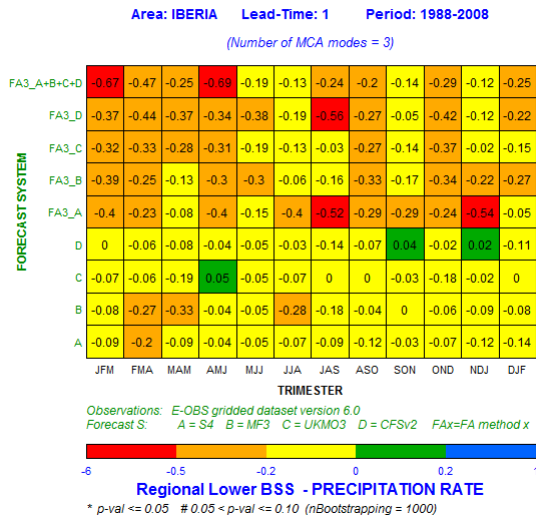 Area: IBERIA Lead-Time: 1 Period: 1988-2008
(Number of MCA modes = 3)
FORECAST SYSTEM
FA3_A+B+C+D -0.67 -0.47 -0.25 -0.69 -0.19 -0.13 -0.24 -0.2 -0.14 -0.29 -0.12 -0.25
FA3_D -0.37 -0.44 -0.37 -0.34 -0.38 -0.19 -0.56 -0.27 -0.05 -0.42 -0.12 -0.22
FA3_C -0.32 -0.33 -0.28 -0.31 -0.19 -0.13 -0.03 -0.27 -0.14 -0.37 -0.02 -0.15
FA3_B -0.39 -0.25 -0.13 -0.3 -0.3 -0.06 -0.16 -0.33 -0.17 -0.34 -0.22 -0.27
FA3_A -0.4 -0.23 -0.08 -0.4 -0.15 -0.4 -0.52 -0.29 -0.29 -0.24 -0.54 -0.05
D 0 -0.06 -0.08 -0.04 -0.05 -0.03 -0.14 -0.07 0.04 -0.02 0.02 -0.11
C -0.07 -0.06 -0.19 0.05 -0.05 -0.07 0 0 -0.03 -0.18 -0.02 0
B -0.08 -0.27 -0.33 -0.04 -0.05 -0.28 -0.18 -0.04 0 -0.06 -0.09 -0.08
A -0.09 -0.2 -0.09 -0.04 -0.05 -0.07 -0.09 -0.12 -0.03 -0.07 -0.12 -0.14
JFM FMA MAM AMJ MJJ JJA JAS ASO SON OND NDJ DJF
TRIMESTER
Observations: E-OBS gridded dataset version 6.0
Forecast S: A = S4 B = MF3 C = UKMO3 D = CFSv2 FAx=FA method x
-6 -0.5 -0.2 0 0.2
Regional Lower BSS - PRECIPITATION RATE
* p-val <= 0.05 # 0.05 < p-val <= 0.10 (nBootstrapping = 1000)